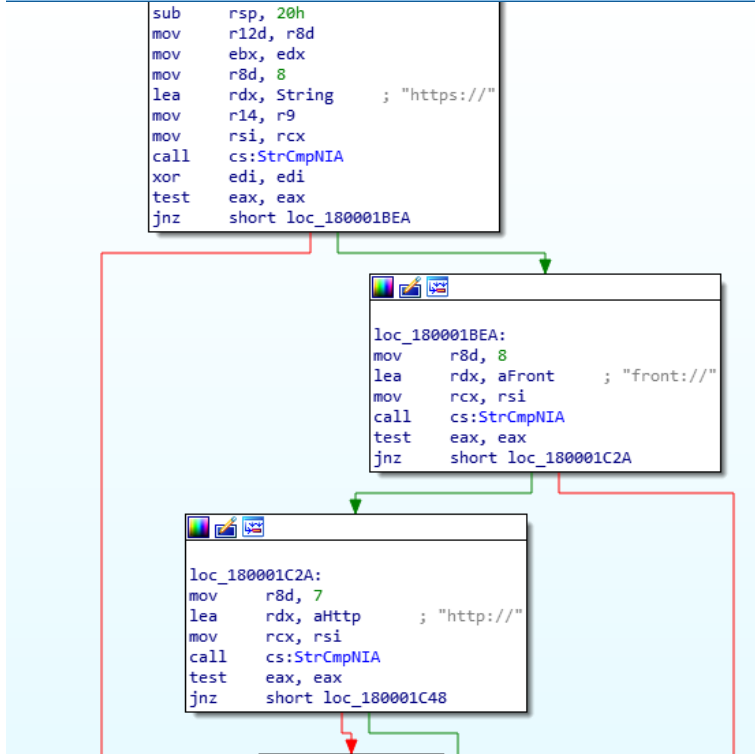 sub rsp, 20h
mov r12d, r8d
mov ebx, edx
mov r8d, 8
lea rdx, String ; "https://"
mov r14, r9
mov rsi, rcx
call cs:StrCmpNIA
xor edi, edi
test eax, eax
jnz short loc_180001BEA
loc_180001BEA:
mov r8d, 8
lea rdx, aFront ; "front://"
mov rcx, rsi
call cs:StrCmpNIA
test eax, eax
jnz short loc_180001C2A
loc_180001C2A:
mov r8d, 7
lea rdx, aHttp ; "http://"
mov rcx, rsi
call cs:StrCmpNIA
test eax, eax
jnz short loc_180001C48